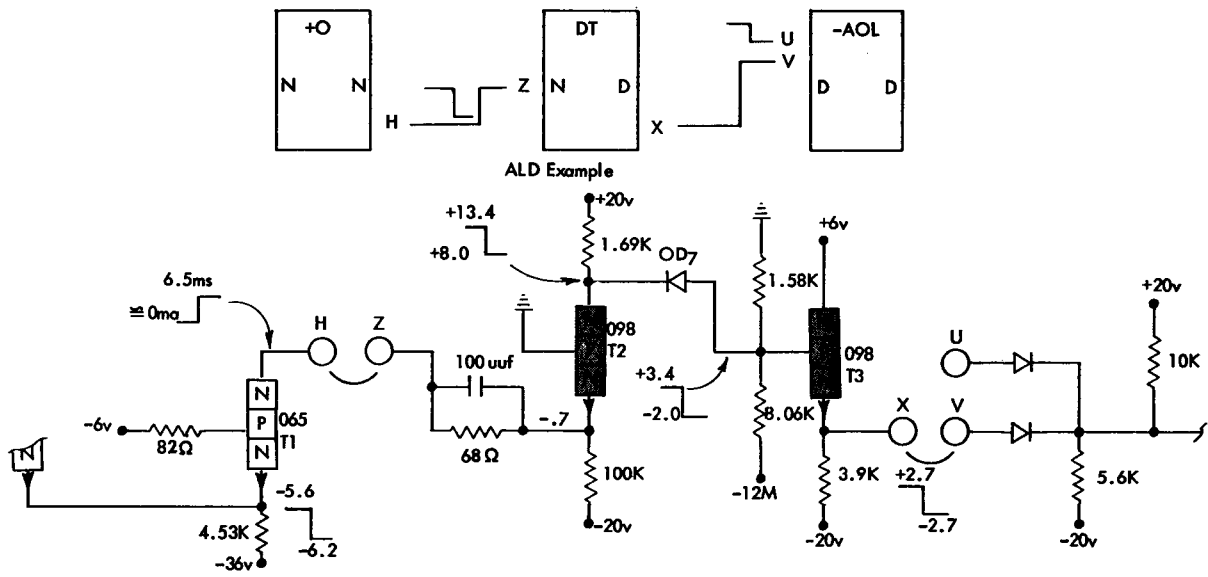 +O
DT
-AOL
U
V
N N
Z
N D
D D
H
X
ALD Example
+20v
+13.4
+8.0
1.69K
OD7
+6v
1.58K
6.5ms
≅ 0ma
H
Z
098
T2
098
T3
U
+20v
10K
100 uuf
+3.4
-2.0
8.06K
X
V
N
P
N
065
T1
-6v
82Ω
-.7
68Ω
N
100K
-12M
3.9K
+2.7
-2.7
5.6K
-5.6
-6.2
4.53K
-36v
-20v
-20v
-20v